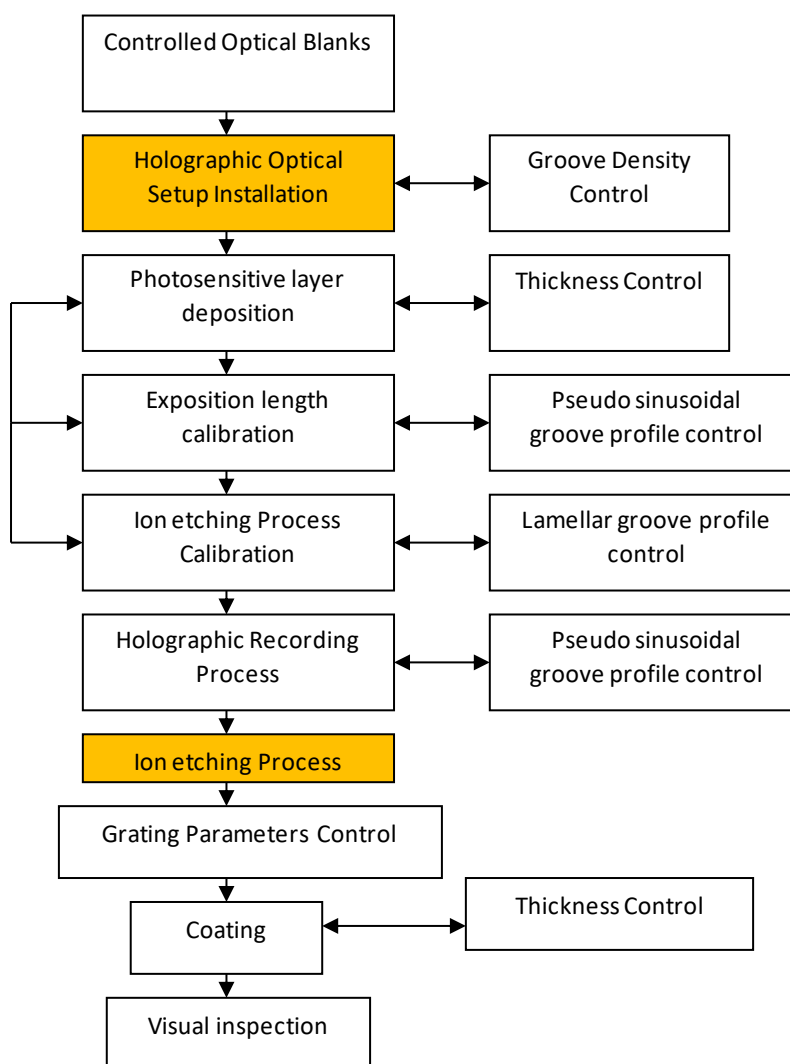 Controlled Optical Blanks
Holographic Optical
Setup Installation
Groove Density
Control
Photosensitive layer
deposition
Thickness Control
Exposition length
calibration
Pseudo sinusoidal
groove profile control
Ion etching Process
Calibration
Lamellar groove profile
control
Holographic Recording
Process
Pseudo sinusoidal
groove profile control
Ion etching Process
Grating Parameters Control
Coating
Thickness Control
Visual inspection